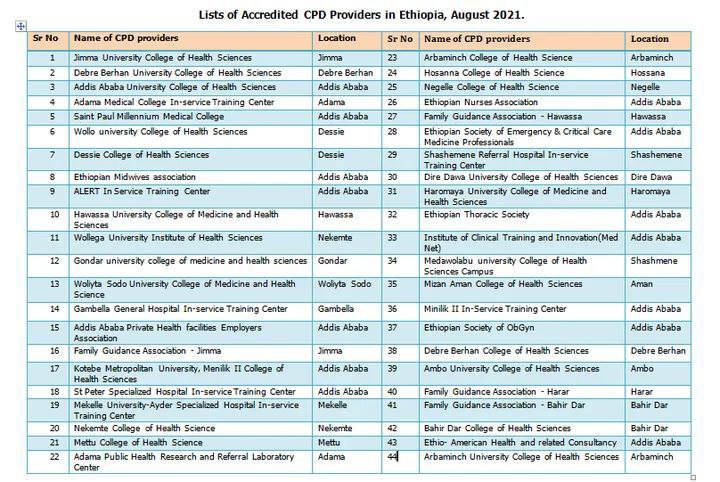 Lists of Accredited CPD Providers in Ethiopia, August 2021.
Sr No Name of CPD providers Location Sr No Name of CPD providers Location
1 Jimma University College of Health Sciences Jimma 23 Arbaminch College of Health Science Arbaminch
2 Debre Berhan University College of Health Sciences Debre Berhan 24 Hosanna College of Health Science Hossana
3 Addis Ababa University College of Health Sciences Addis Ababa 25 Negelle College of Health Science Negelle
4 Adama Medical College In-service Training Center Adama 26 Ethiopian Nurses Association Addis Ababa
5 Saint Paul Millennium Medical College Addis Ababa 27 Family Guidance Association - Hawassa Hawassa
6 Wollo university College of Health Sciences Dessie 28 Ethiopian Society of Emergency & Critical Care Addis Ababa
Medicine Professionals
7 Dessie College of Health Sciences Dessie 29 Shashemene Referral Hospital In-service Shashemene
Training Center
8 Ethiopian Midwives association Addis Ababa 30 Dire Dawa University College of Health Sciences Dire Dawa
9 ALERT In Service Training Center Addis Ababa 31 Haromaya University College of Medicine and Haromaya
Health Sciences
10 Hawassa University College of Medicine and Health Hawassa 32 Ethiopian Thoracic Society Addis Ababa
Sciences
11 Wollega University Institute of Health Sciences Nekemte 33 Institute of Clinical Training and Innovation(Med Addis Ababa
Net)
12 Gondar university college of medicine and health sciences Gondar 34 Medawolabu university College of Health Shashmene
Sciences Campus
13 Woliyta Sodo University College of Medicine and Health Woliyta Sodo 35 Mizan Aman College of Health Sciences Aman
Science
14 Gambella General Hospital In-service Training Center Gambella 36 Minilik II In-Service Training Center Addis Ababa
15 Addis Ababa Private Health facilities Employers Addis Ababa 37 Ethiopian Society of ObGyn Addis Ababa
Association
16 Family Guidance Association - Jimma Jimma 38 Debre Berhan College of Health Sciences Debre Berhan
17 Kotebe Metropolitan University, Menilik II College of Addis Ababa 39 Ambo University College of Health Sciences Ambo
Health Sciences
18 St Peter Specialized Hospital In-service Training Center Addis Ababa 40 Family Guidance Association - Harar Harar
19 Mekelle University-Ayder Specialized Hospital In-service Mekelle 41 Family Guidance Association - Bahir Dar Bahir Dar
Training Center
20 Nekemte College of Health Science Nekemte 42 Bahir Dar College of Health Sciences Bahir Dar
21 Mettu College of Health Science Mettu 43 Ethio- American Health and related Consultancy Addis Ababa
22 Adama Public Health Research and Referral Laboratory Adama 44 Arbaminch University College of Health Sciences Arbaminch
Center